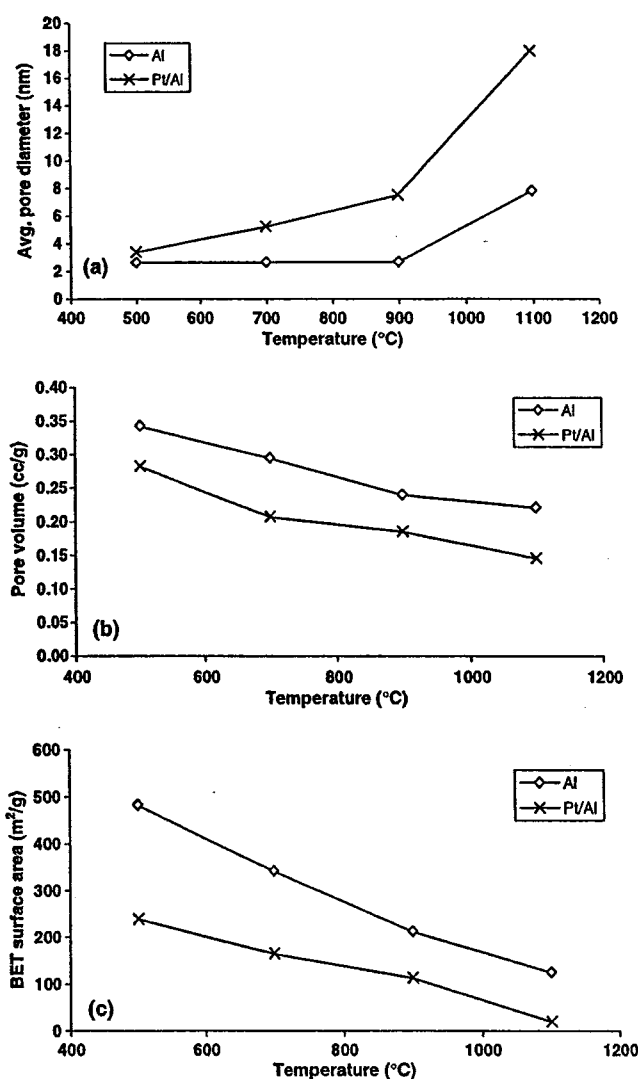 Avg. pore diameter (nm)
20
18
16
14
12
10
8
6
4
2
0
Al
Pt/Al
(a)
400 500 600 700 800 900 1000 1100 1200
Temperature (°C)
Pore volume (cc/g)
0.40
0.35
0.30
0.25
0.20
0.15
0.10
0.05
0.00
Al
Pt/Al
(b)
400 600 800 1000 1200
Temperature (°C)
BET surface area (m²/g)
600
500
400
300
200
100
0
Al
Pt/Al
(c)
400 600 800 1000 1200
Temperature (°C)